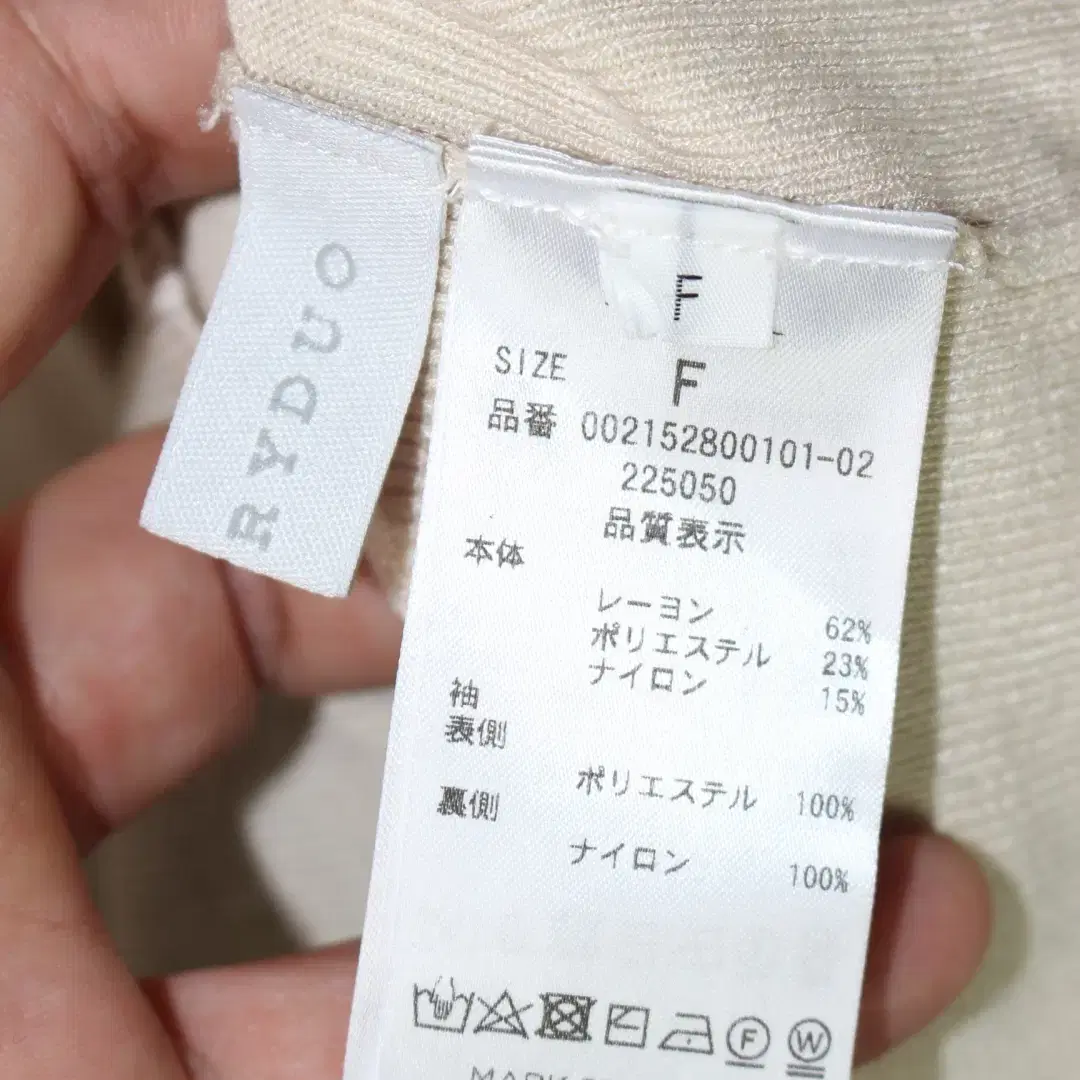 RYDUO
F
SIZE F
品番 002152800101-02
225050
品質表示
本体
レーヨン 62%
ポリエステル 23%
ナイロン 15%
袖
表側
ポリエステル 100%
裏側
ナイロン 100%
F W